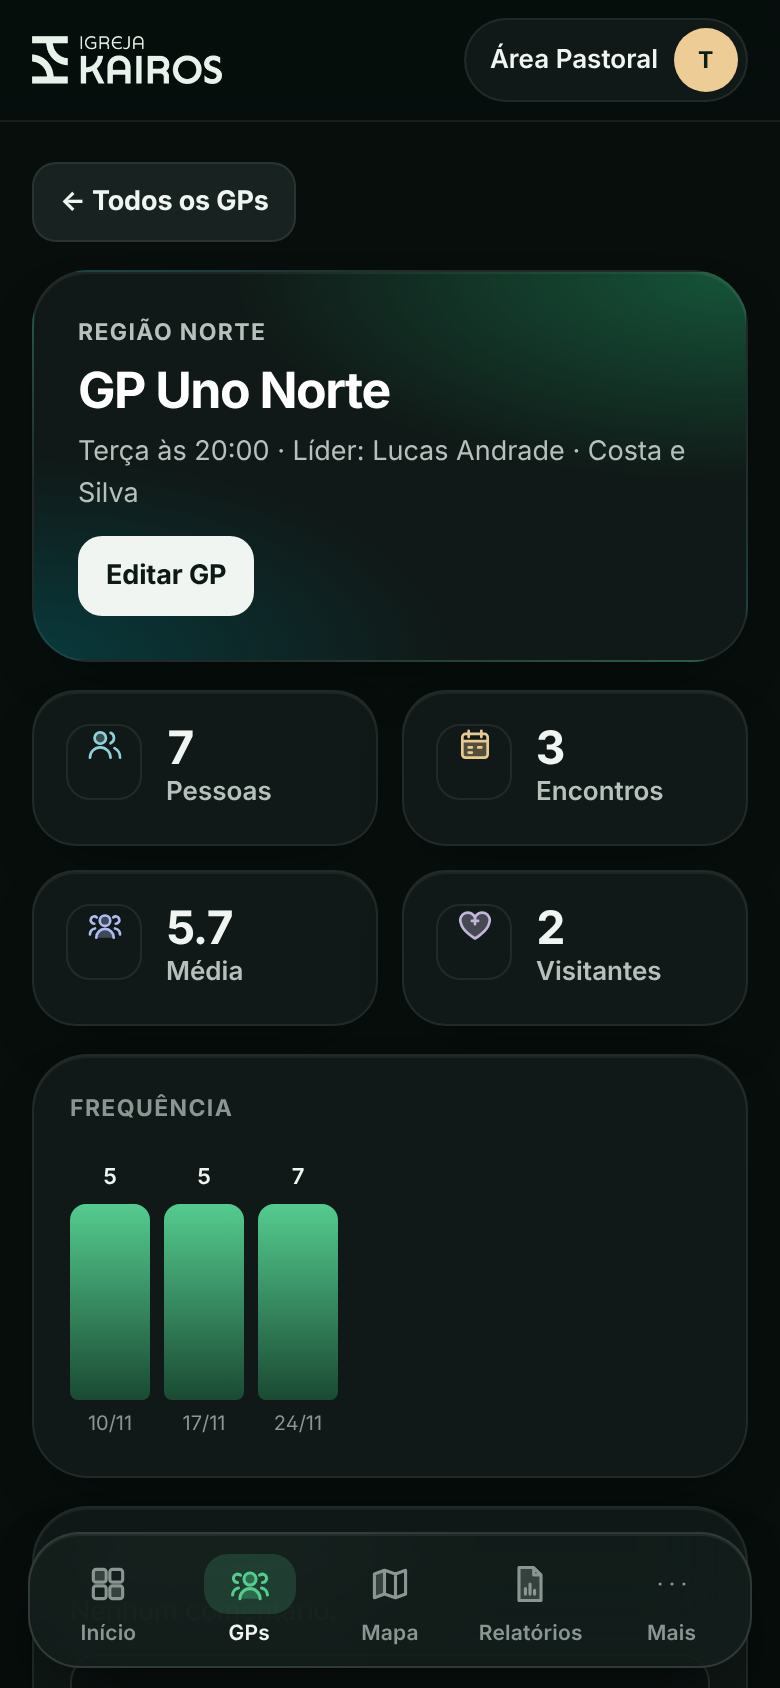 IGREJA
KAIROS
Área Pastoral
T
← Todos os GPs
REGIÃO NORTE
GP Uno Norte
Terça às 20:00 · Líder: Lucas Andrade · Costa e
Silva
Editar GP
7
Pessoas
3
Encontros
5.7
Média
2
Visitantes
FREQUÊNCIA
5 5 7
10/11 17/11 24/11
Nenhum comentário.
Início GPs Mapa Relatórios Mais